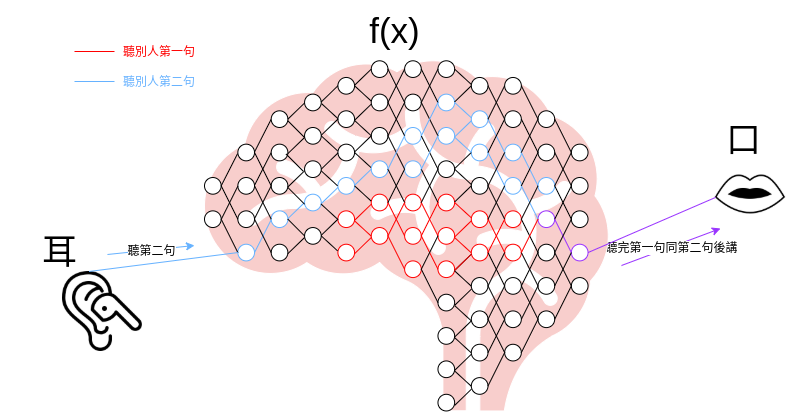 f(x)
聽別人第一句
聽別人第二句
口
耳
聽第二句
聽完第一句同第二句後講